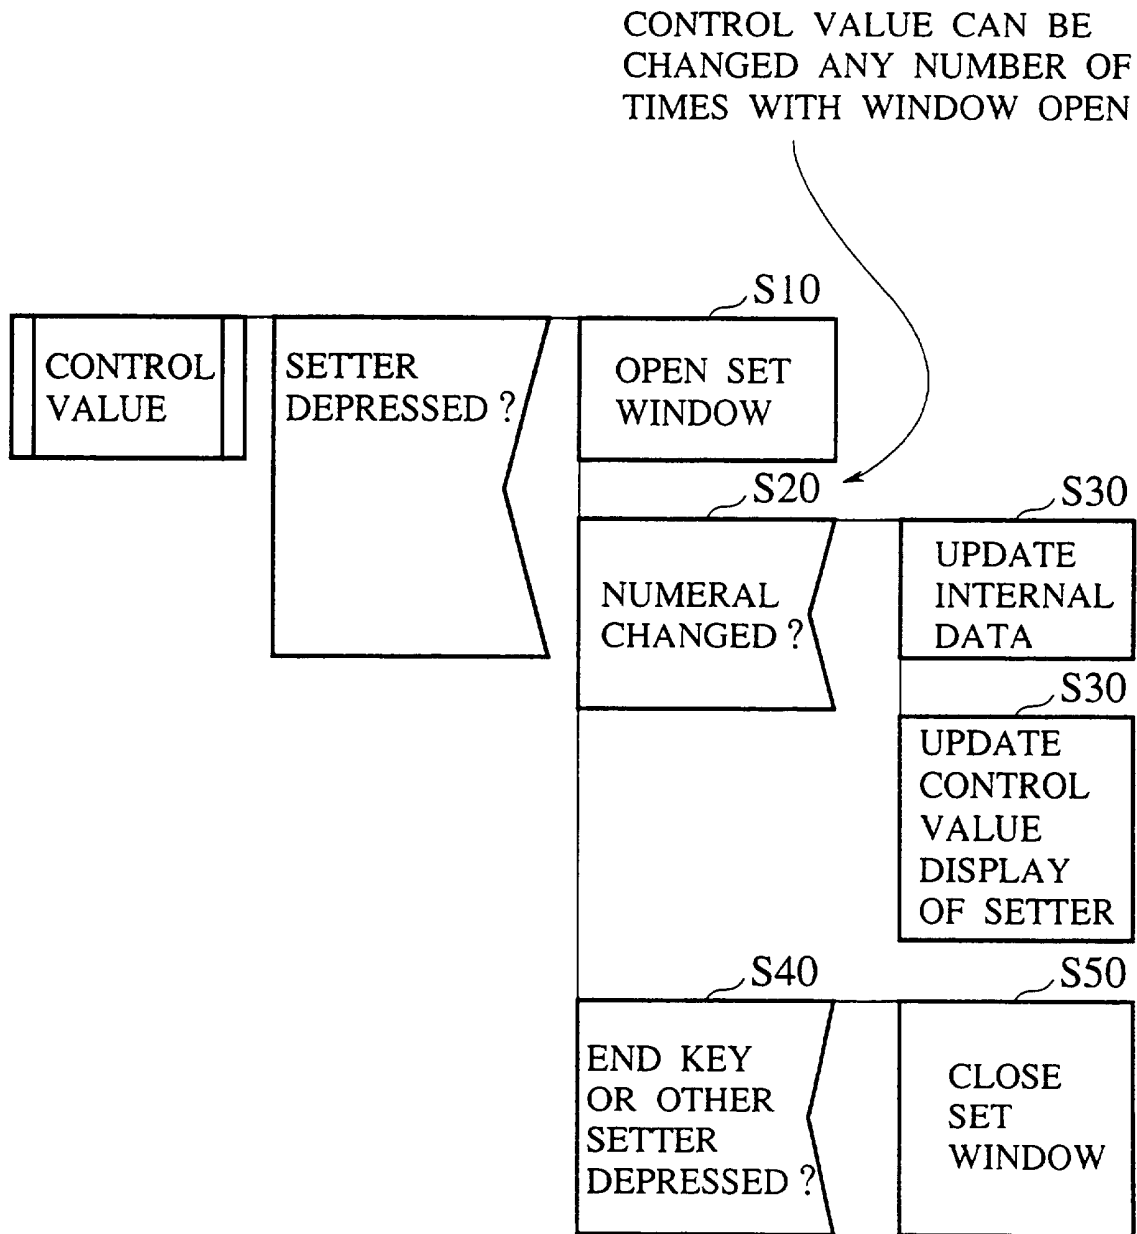 CONTROL VALUE CAN BE
CHANGED ANY NUMBER OF
TIMES WITH WINDOW OPEN
CONTROL
VALUE
SETTER
DEPRESSED?
S10
OPEN SET
WINDOW
S20
NUMERAL
CHANGED?
S30
UPDATE
INTERNAL
DATA
S30
UPDATE
CONTROL
VALUE
DISPLAY
OF SETTER
S40
END KEY
OR OTHER
SETTER
DEPRESSED?
S50
CLOSE
SET
WINDOW